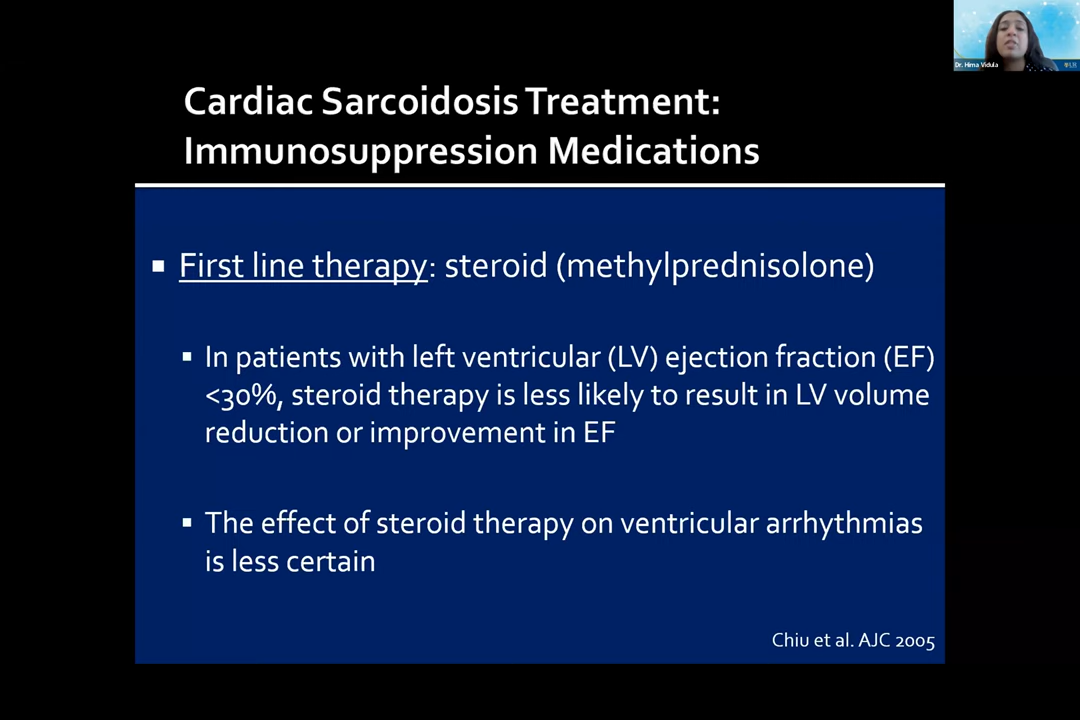 Dr. Hima Vidula
Cardiac Sarcoidosis Treatment:
Immunosuppression Medications
▪ First line therapy: steroid (methylprednisolone)
▪ In patients with left ventricular (LV) ejection fraction (EF)
<30%, steroid therapy is less likely to result in LV volume
reduction or improvement in EF
▪ The effect of steroid therapy on ventricular arrhythmias
is less certain
Chiu et al. AJC 2005